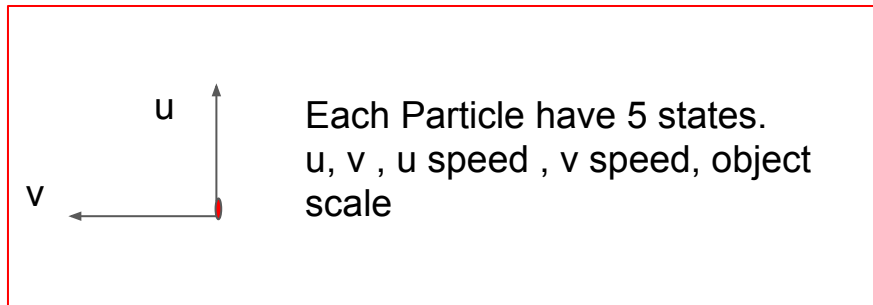 u
v
Each Particle have 5 states.
u, v , u speed , v speed, object
scale